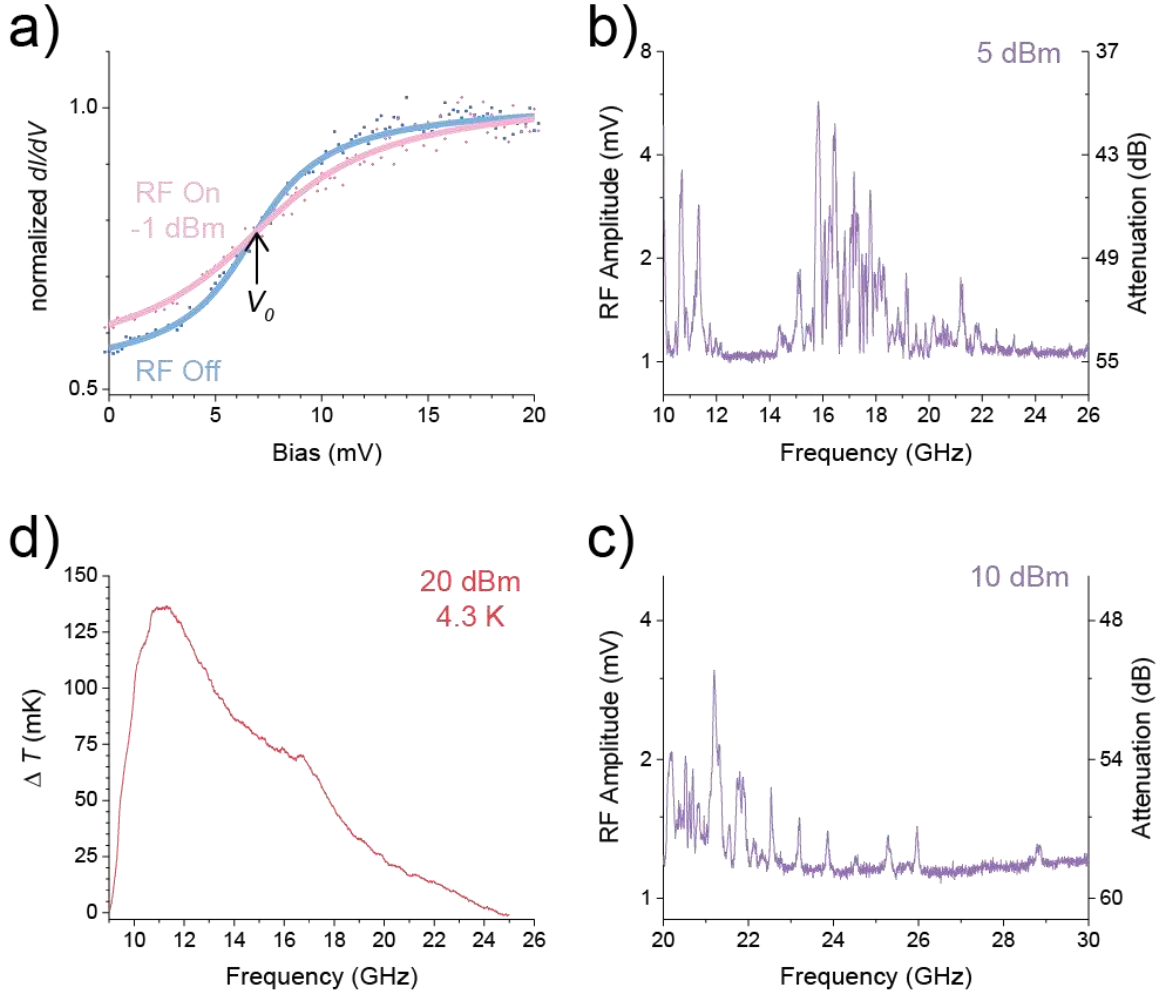 a)
normalized dI/dV
1.0
0.5
RF On
-1 dBm
V0
RF Off
0 5 10 15 20
Bias (mV)
b)
5 dBm
RF Amplitude (mV)
8
4
2
1
37
43
49
55
Attenuation (dB)
10 12 14 16 18 20 22 24 26
Frequency (GHz)
d)
20 dBm
4.3 K
Δ T (mK)
150
125
100
75
50
25
0
10 12 14 16 18 20 22 24 26
Frequency (GHz)
c)
10 dBm
RF Amplitude (mV)
4
2
1
48
54
60
Attenuation (dB)
20 22 24 26 28 30
Frequency (GHz)